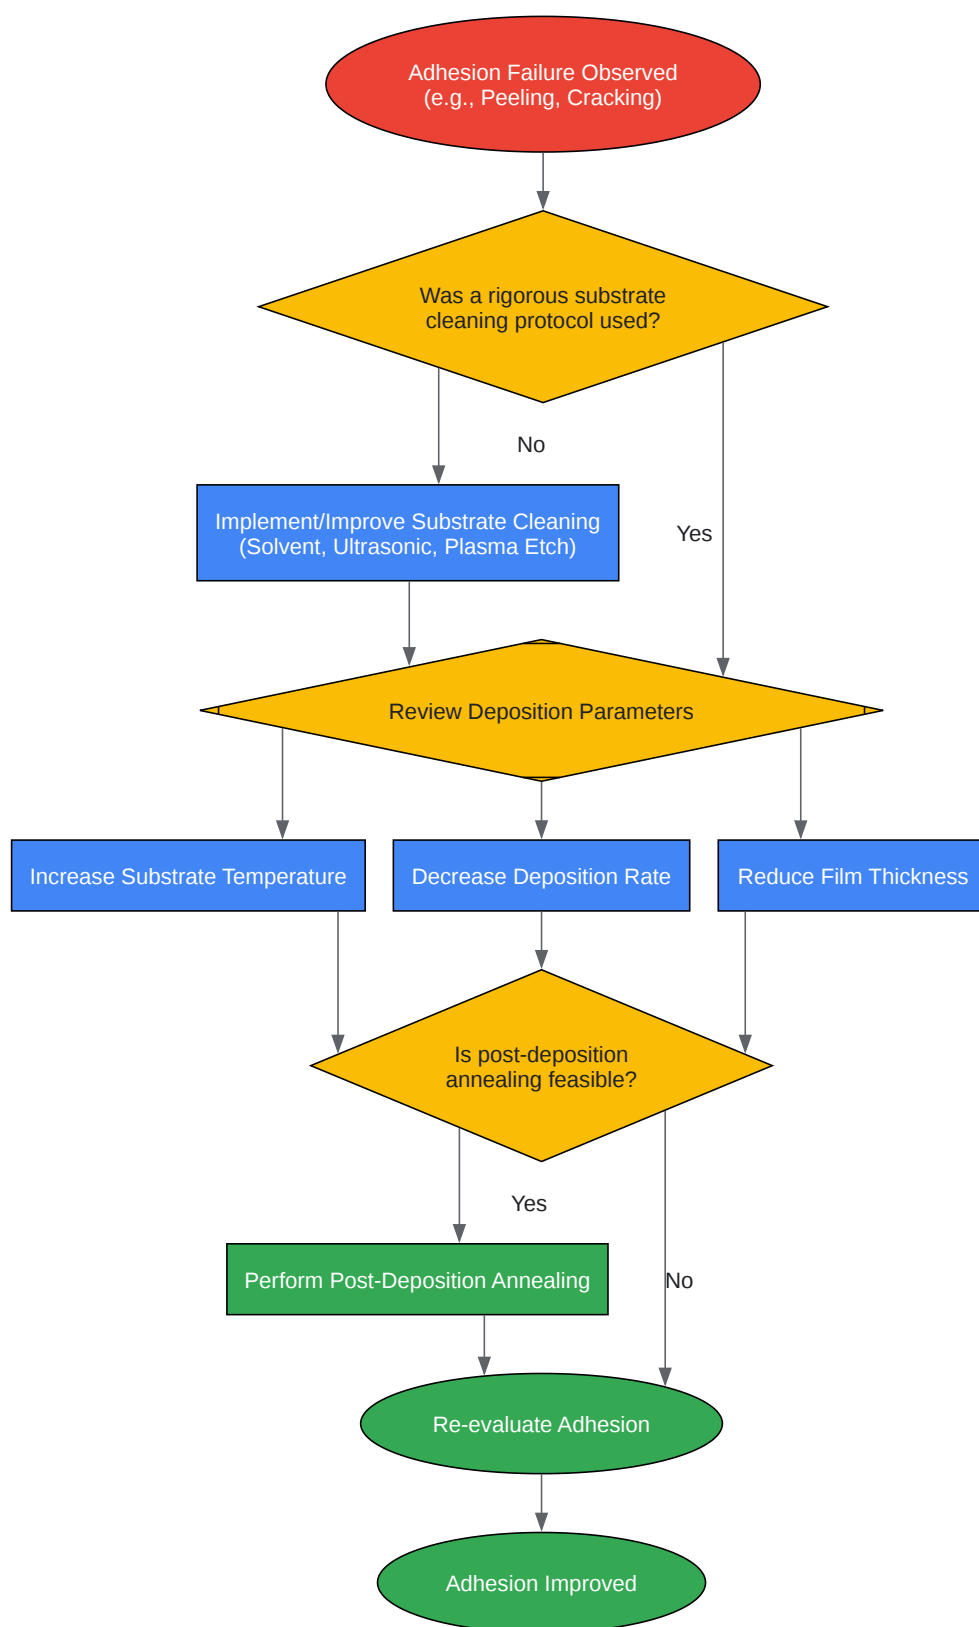 Adhesion Failure Observed
(e.g., Peeling, Cracking)
Was a rigorous substrate
cleaning protocol used?
No
Implement/Improve Substrate Cleaning
(Solvent, Ultrasonic, Plasma Etch)
Yes
Review Deposition Parameters
Increase Substrate Temperature
Decrease Deposition Rate
Reduce Film Thickness
Is post-deposition
annealing feasible?
Yes
Perform Post-Deposition Annealing
No
Re-evaluate Adhesion
Adhesion Improved